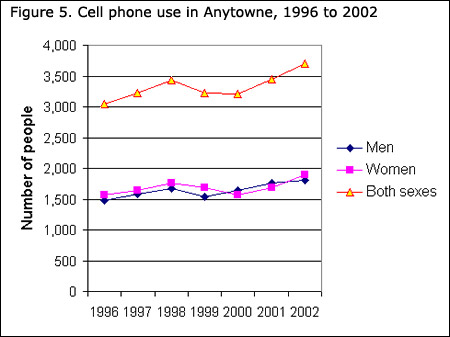 Figure 5. Cell phone use in Anytowne, 1996 to 2002
4,000
3,500
3,000
2,500
2,000
1,500
1,000
500
0
Number of people
1996 1997 1998 1999 2000 2001 2002
Men
Women
Both sexes